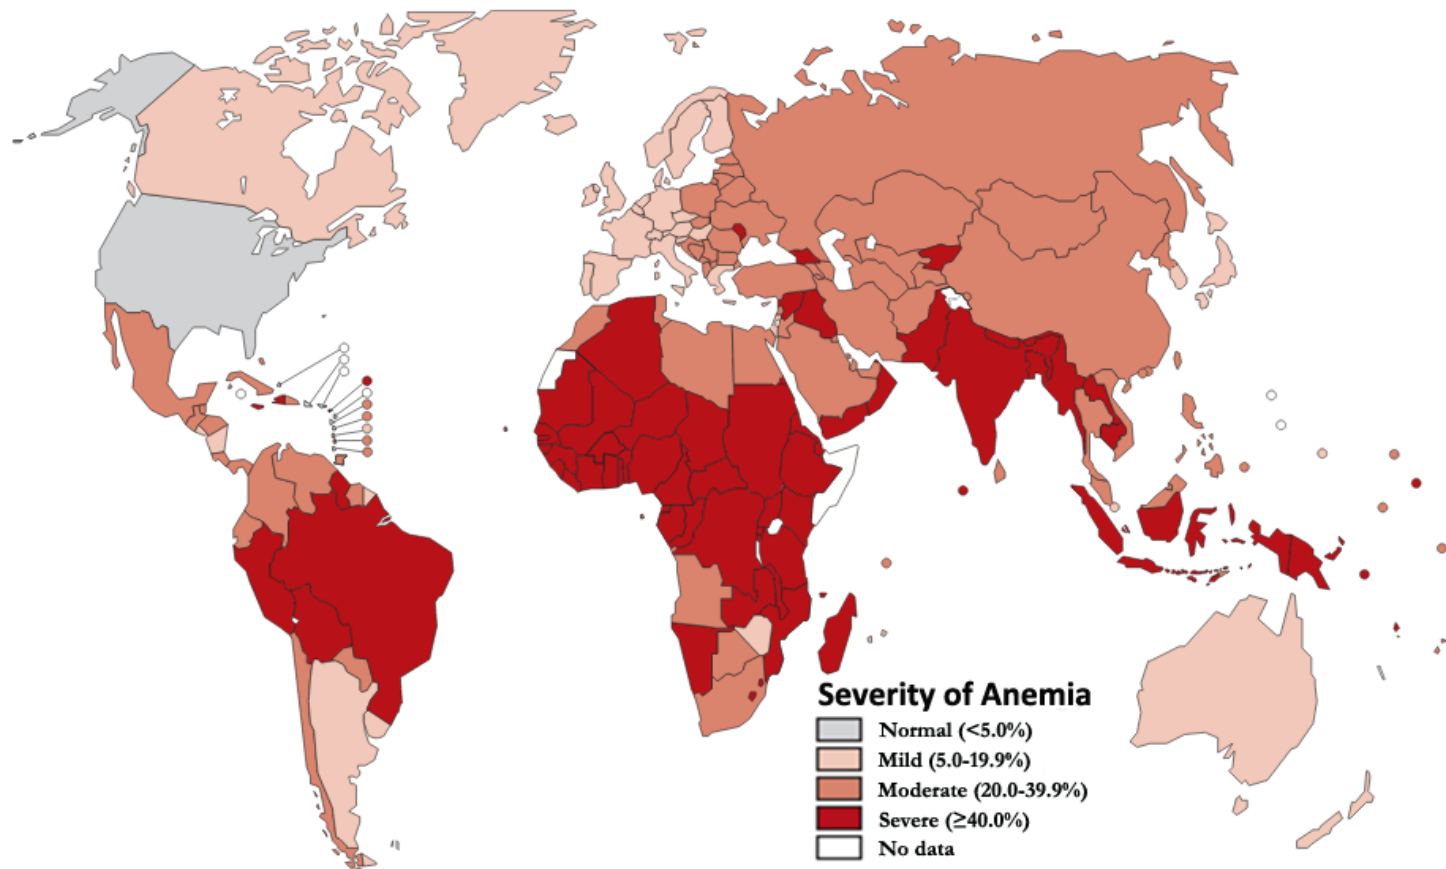 Severity of Anemia
Normal (<5.0%)
Mild (5.0-19.9%)
Moderate (20.0-39.9%)
Severe (≥40.0%)
No data